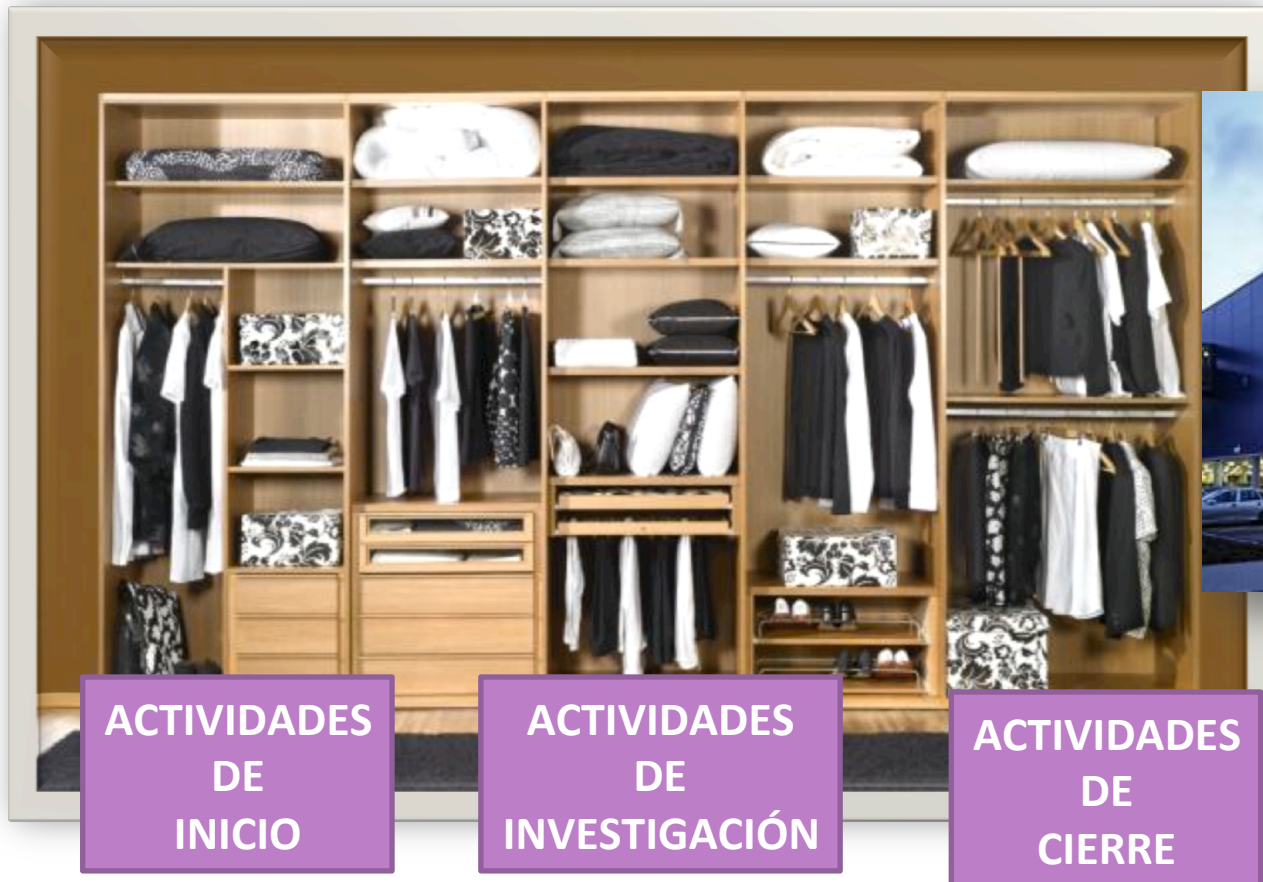 ACTIVIDADES
DE
INICIO
ACTIVIDADES
DE
INVESTIGACIÓN
ACTIVIDADES
DE
CIERRE